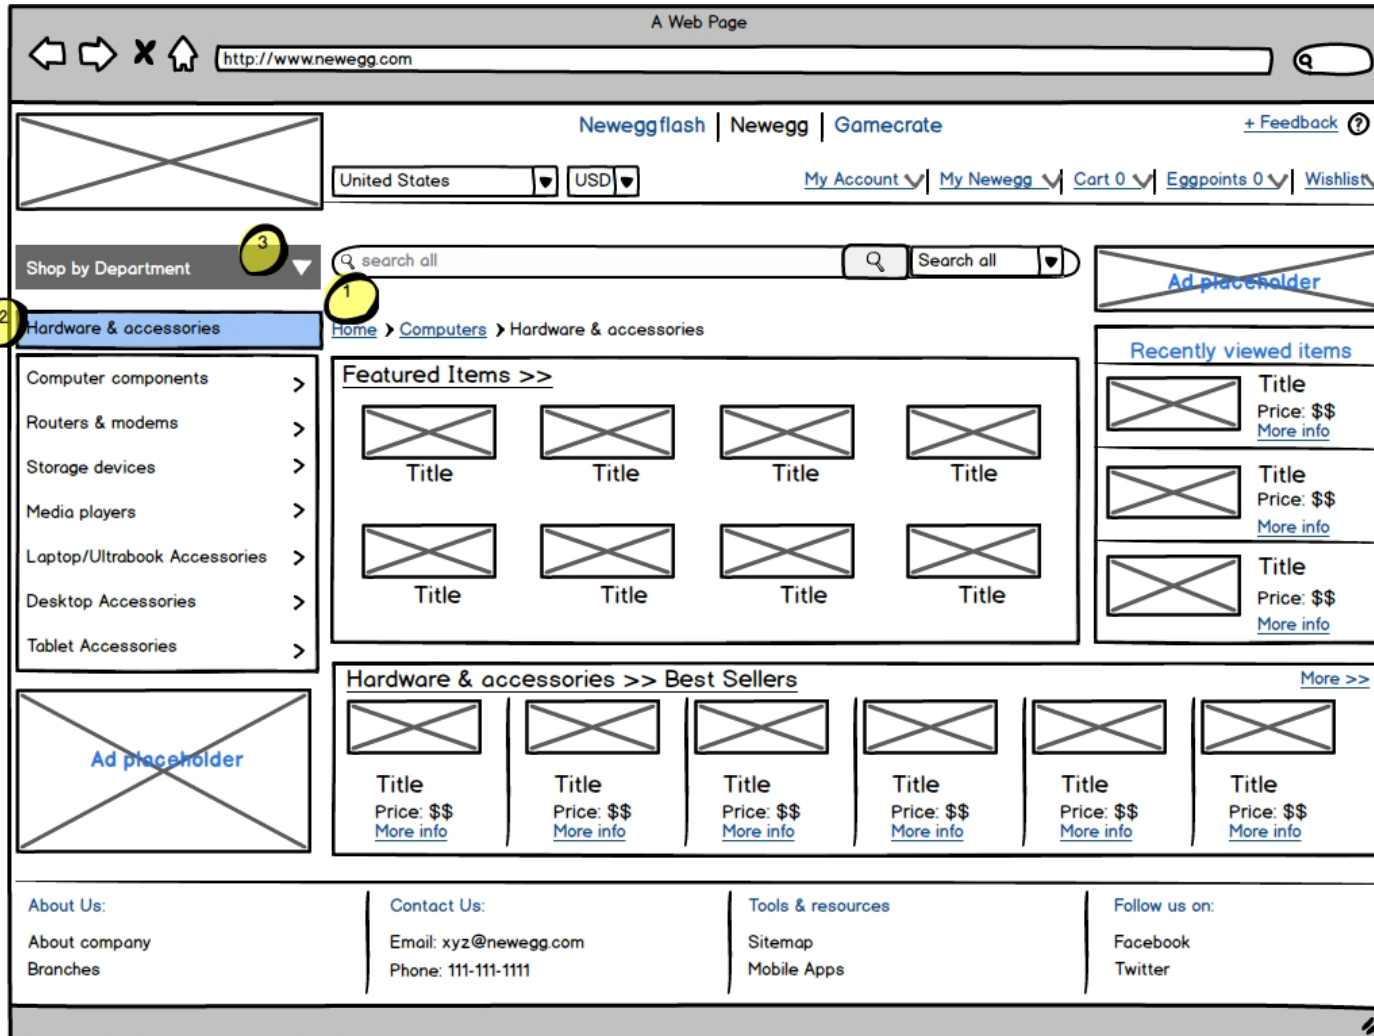 A Web Page
http://www.newegg.com
Neweggflash Newegg Gamecrate
+ Feedback ?
United States USD
My Account My Newegg Cart 0 Eggpoints 0 Wishlist
3
Shop by Department
search all
Search all
Ad placeholder
1
2
Hardware & accessories
Home Computers Hardware & accessories
Computer components
Routers & modems
Storage devices
Media players
Laptop/Ultrabook Accessories
Desktop Accessories
Tablet Accessories
Ad placeholder
Featured Items >>
Title Title Title Title
Title Title Title Title
Recently viewed items
Title
Price: $$
More info
Title
Price: $$
More info
Title
Price: $$
More info
Hardware & accessories >> Best Sellers More >>
Title Title Title Title Title Title
Price: $$ Price: $$ Price: $$ Price: $$ Price: $$ Price: $$
More info More info More info More info More info More info
About Us:
About company
Branches
Contact Us:
Email: xyz@newegg.com
Phone: 111-111-1111
Tools & resources
Sitemap
Mobile Apps
Follow us on:
Facebook
Twitter